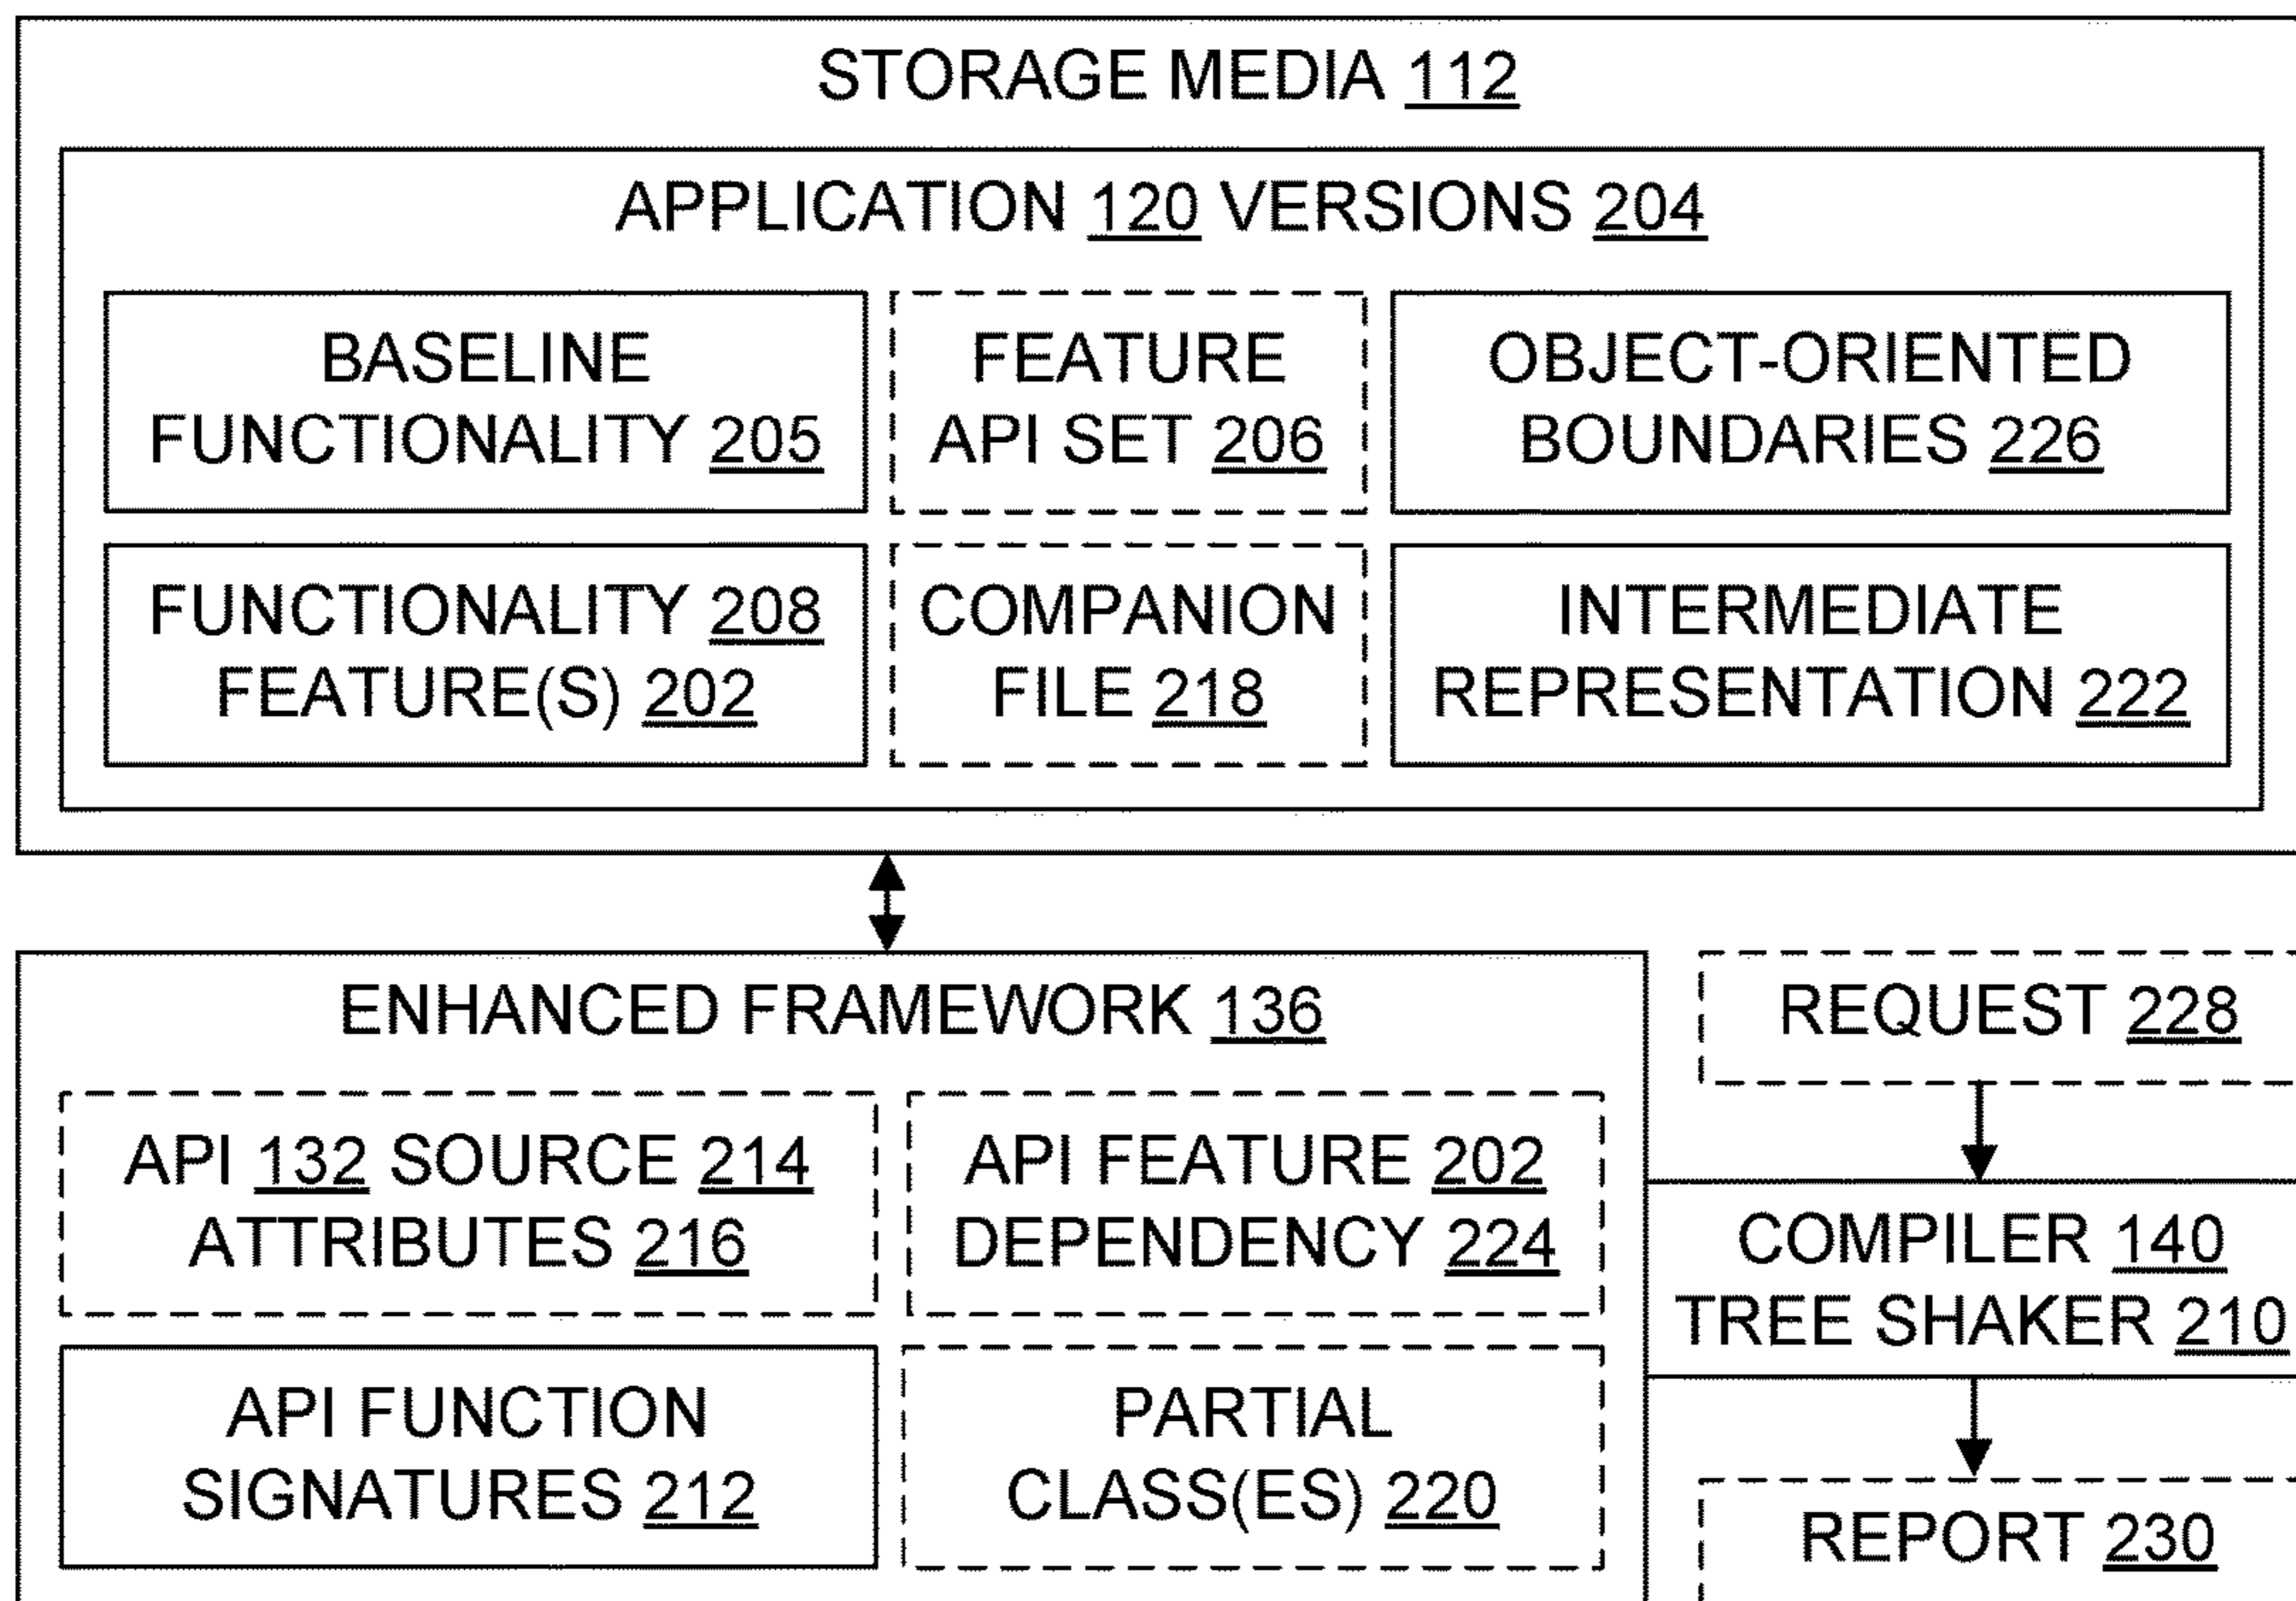 STORAGE MEDIA 112
APPLICATION 120 VERSIONS 204
BASELINE
FUNCTIONALITY 205
FEATURE
API SET 206
OBJECT-ORIENTED
BOUNDARIES 226
FUNCTIONALITY 208
FEATURE(S) 202
COMPANION
FILE 218
INTERMEDIATE
REPRESENTATION 222
ENHANCED FRAMEWORK 136
API 132 SOURCE 214
ATTRIBUTES 216
API FEATURE 202
DEPENDENCY 224
API FUNCTION
SIGNATURES 212
PARTIAL
CLASS(ES) 220
REQUEST 228
COMPILER 140
TREE SHAKER 210
REPORT 230